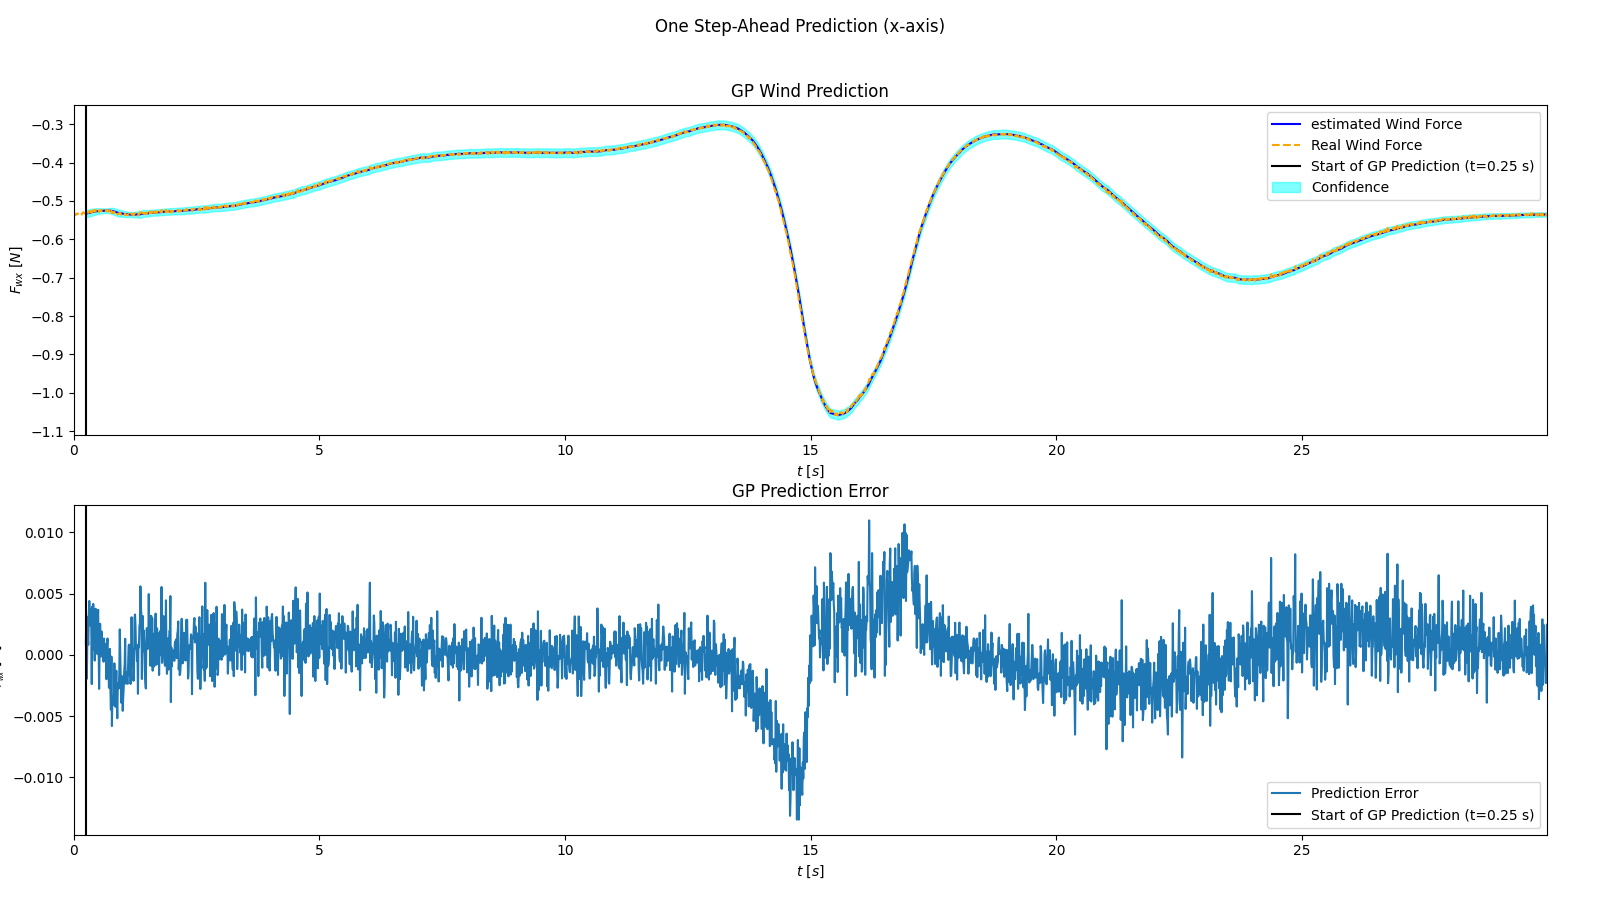 One Step-Ahead Prediction (x-axis)
GP Wind Prediction
−0.3
−0.4
−0.5
−0.6
−0.7
−0.8
−0.9
−1.0
−1.1
F_wx [N]
estimated Wind Force
Real Wind Force
Start of GP Prediction (t=0.25 s)
Confidence
0 5 10 15 20 25
t [s]
GP Prediction Error
0.010
0.005
0.000
−0.005
−0.010
Prediction Error
Start of GP Prediction (t=0.25 s)
0 5 10 15 20 25
t [s]